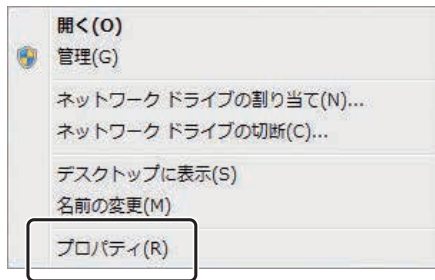 開く(O)
管理(G)
ネットワーク ドライブの割り当て(N)...
ネットワーク ドライブの切断(C)...
デスクトップに表示(S)
名前の変更(M)
プロパティ(R)